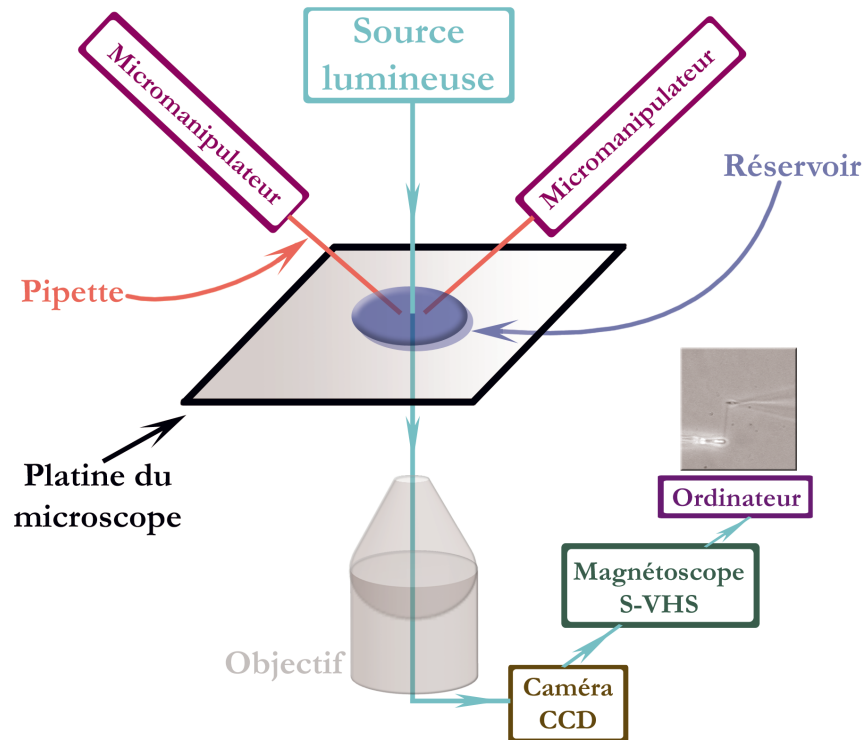 Source
lumineuse
Micromanipulateur
Micromanipulateur
Réservoir
Pipette
Platine du
microscope
Ordinateur
Magnétoscope
S-VHS
Objectif
Caméra
CCD